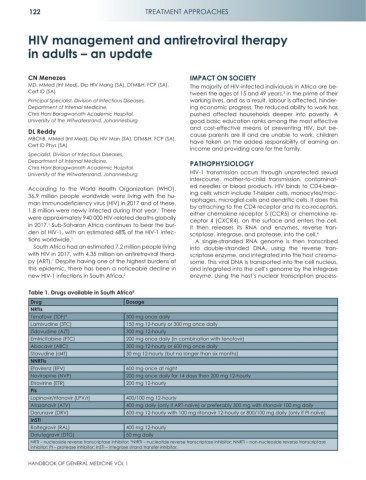 122
TREATMENT APPROACHES
HIV management and antiretroviral therapy
in adults – an update
CN Menezes
MD, MMed (Int Med), Dip HIV Mang (SA), DTM&H, FCP (SA),
Cert ID (SA)
Principal Specialist, Division of Infectious Diseases,
Department of Internal Medicine,
Chris Hani Baragwanath Academic Hospital,
University of the Witwatersrand, Johannesburg
DL Reddy
MBChB, MMed (Int Med), Dip HIV Man (SA), DTM&H, FCP (SA),
Cert ID Phys (SA)
Specialist, Division of Infectious Diseases,
Department of Internal Medicine,
Chris Hani Baragwanath Academic Hospital,
University of the Witwatersrand, Johannesburg
According to the World Health Organization (WHO),
36.9 million people worldwide were living with the hu-
man immunodeficiency virus (HIV) in 2017 and of these,
1.8 million were newly infected during that year. There
were approximately 940 000 HIV-related deaths globally
in 2017. Sub-Saharan Africa continues to bear the bur-
den of HIV-1, with an estimated 68% of the HIV-1 infec-
tions worldwide.
South Africa had an estimated 7.2 million people living
with HIV in 2017, with 4.35 million on antiretroviral thera-
py (ART). Despite having one of the highest burdens of
this epidemic, there has been a noticeable decline in
new HIV-1 infections in South Africa.
IMPACT ON SOCIETY
The majority of HIV-infected individuals in Africa are be-
tween the ages of 15 and 49 years, in the prime of their
working lives, and as a result, labour is affected, hinder-
ing economic progress. The reduced ability to work has
pushed affected households deeper into poverty. A
good basic education ranks among the most effective
and cost-effective means of preventing HIV, but be-
cause parents are ill and are unable to work, children
have taken on the added responsibility of earning an
income and providing care for the family.
PATHOPHYSIOLOGY
HIV-1 transmission occurs through unprotected sexual
intercourse, mother-to-child transmission, contaminat-
ed needles or blood products. HIV binds to CD4-bear-
ing cells which include T-helper cells, monocyte/mac-
rophages, microglial cells and dendritic cells. It does this
by attaching to the CD4 receptor and its co-receptors,
either chemokine receptor 5 (CCR5) or chemokine re-
ceptor 4 (CXCR4), on the surface and enters the cell.
It then releases its RNA and enzymes, reverse tran-
scriptase, integrase, and protease, into the cell.
A single-stranded RNA genome is then transcribed
into double-stranded DNA, using the reverse tran-
scriptase enzyme, and integrated into the host chromo-
some. This viral DNA is transported into the cell nucleus
and integrated into the cell's genome by the integrase
enzyme. Using the host's nuclear transcription process-
Table 1. Drugs available in South Africa
Drug Dosage
NRTIs
Tenofovir (TDF) 300 mg once daily
Lamivudine (3TC) 150 mg 12-hourly or 300 mg once daily
Zidovudine (AZT) 300 mg 12-hourly
Emtricitabine (FTC) 200 mg once daily (in combination with tenofovir)
Abacavir (ABC) 300 mg 12-hourly or 600 mg once daily
Stavudine (d4T) 30 mg 12-hourly (but no longer than six months)
NNRTIs
Efavirenz (EFV) 600 mg once at night
Nevirapine (NVP) 200 mg once daily for 14 days then 200 mg 12-hourly
Etravirine (ETR) 200 mg 12-hourly
PIs
Lopinavir/ritonavir (LPV/r) 400/100 mg 12-hourly
Atazanavir (ATV) 400 mg daily (only if ART-naïve) or preferably 300 mg with ritonavir 100 mg daily
Darunavir (DRV) 600 mg 12-hourly with 100 mg ritonavir 12-hourly or 800/100 mg daily (only if PI-naïve)
InSTI
Raltegravir (RAL) 400 mg 12-hourly
Dolutegravir (DTG) 50 mg daily
NRTI – nucleoside reverse transcriptase inhibitor; NtRTI – nucleotide reverse transcriptase inhibitor; NNRTI – non-nucleoside reverse transcriptase
inhibitor; PI – protease inhibitor; InSTI – integrase strand transfer inhibitor.
HANDBOOK OF GENERAL MEDICINE VOL 1